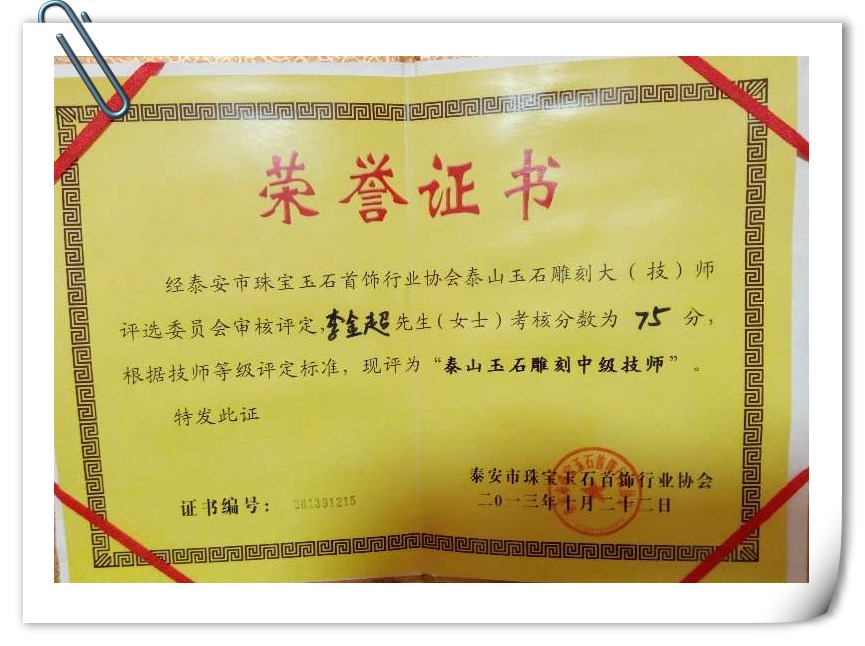 荣誉证书
经泰安市珠宝玉石首饰行业协会泰山玉石雕刻大（技）师
评选委员会审核评定，李金超先生（女士）考核分数为 75 分，
根据技师等级评定标准，现评为“泰山玉石雕刻中级技师”。
特发此证
泰安市珠宝玉石首饰行业协会
证书编号： 201301215
二〇一三年十月二十二日